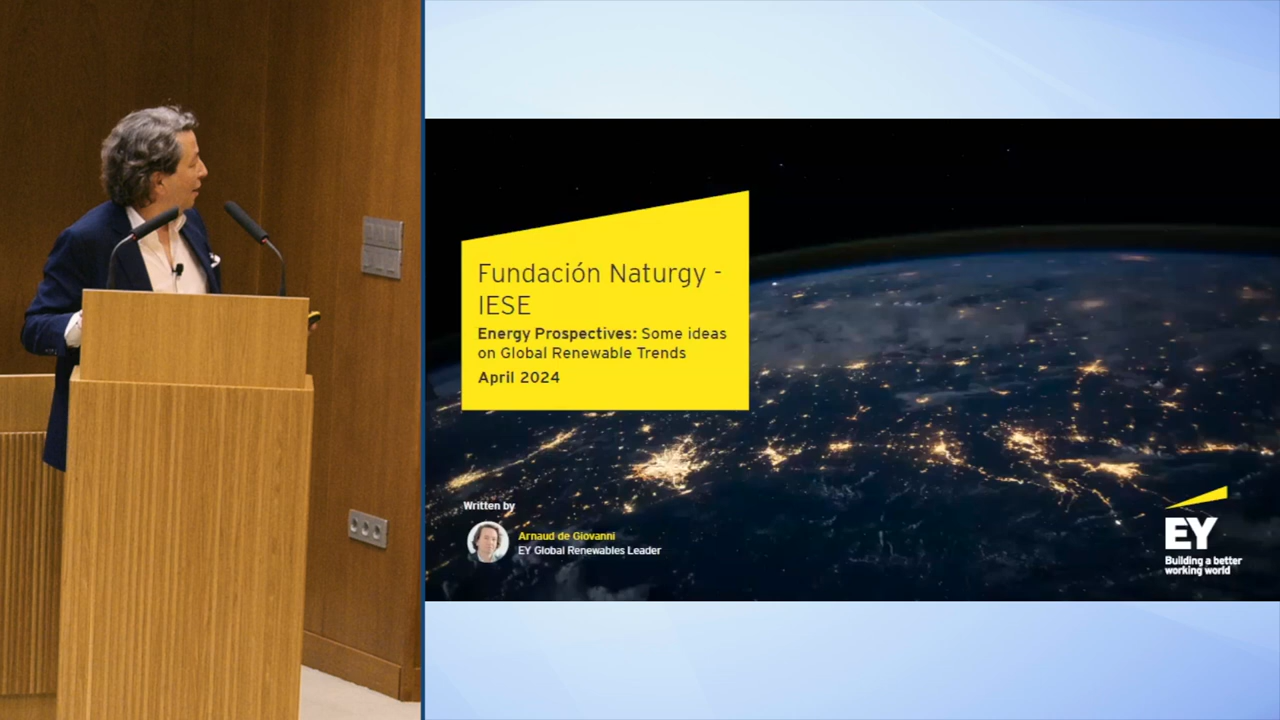 Fundación Naturgy -
IESE
Energy Prospectives: Some ideas
on Global Renewable Trends
April 2024
Written by
Arnaud de Giovanni
EY Global Renewables Leader
EY
Building a better
working world